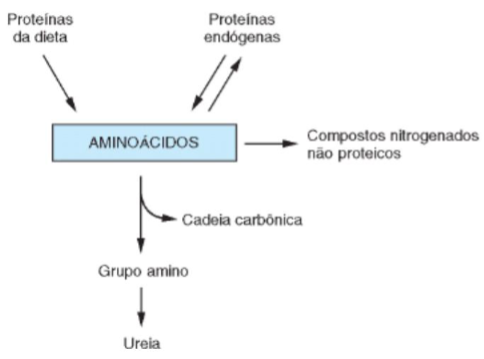 Proteínas
da dieta
Proteínas
endógenas
AMINOÁCIDOS
Compostos nitrogenados
não proteicos
Cadeia carbônica
Grupo amino
Ureia